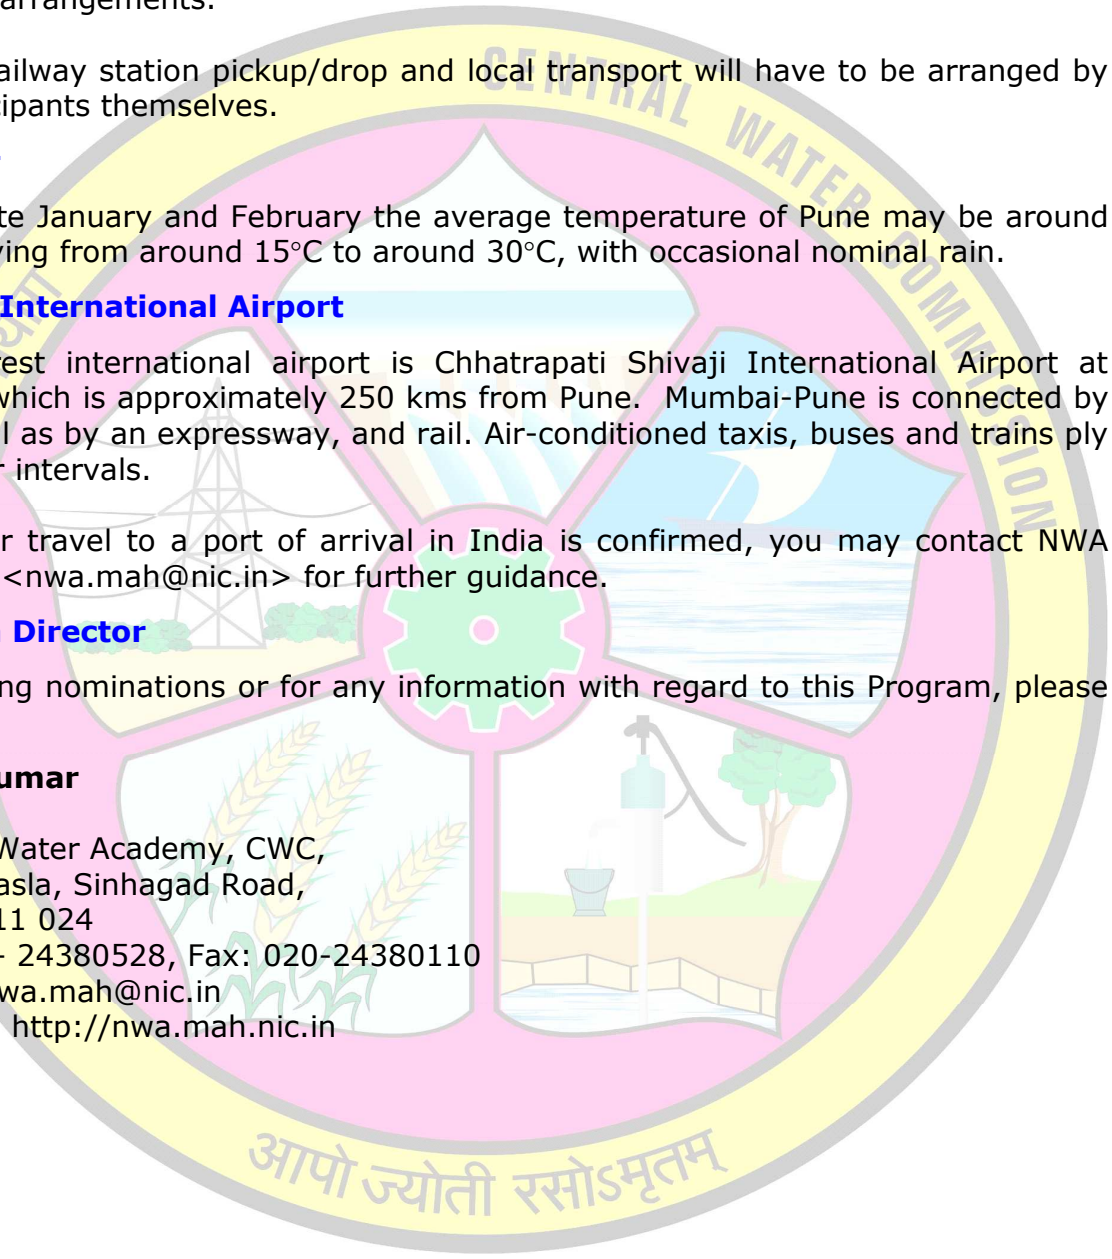 arrangements.
ailway station pickup/drop and local transport will have to be arranged by
cipants themselves.
te January and February the average temperature of Pune may be around
ying from around 15°C to around 30°C, with occasional nominal rain.
International Airport
rest international airport is Chhatrapati Shivaji International Airport at
which is approximately 250 kms from Pune. Mumbai-Pune is connected by
l as by an expressway, and rail. Air-conditioned taxis, buses and trains ply
r intervals.
r travel to a port of arrival in India is confirmed, you may contact NWA
<nwa.mah@nic.in> for further guidance.
Director
ng nominations or for any information with regard to this Program, please
umar
Water Academy, CWC,
asla, Sinhagad Road,
11 024
- 24380528, Fax: 020-24380110
wa.mah@nic.in
http://nwa.mah.nic.in
CENTRAL WATER COMMISSION
आपो ज्योती रसोऽमृतम्